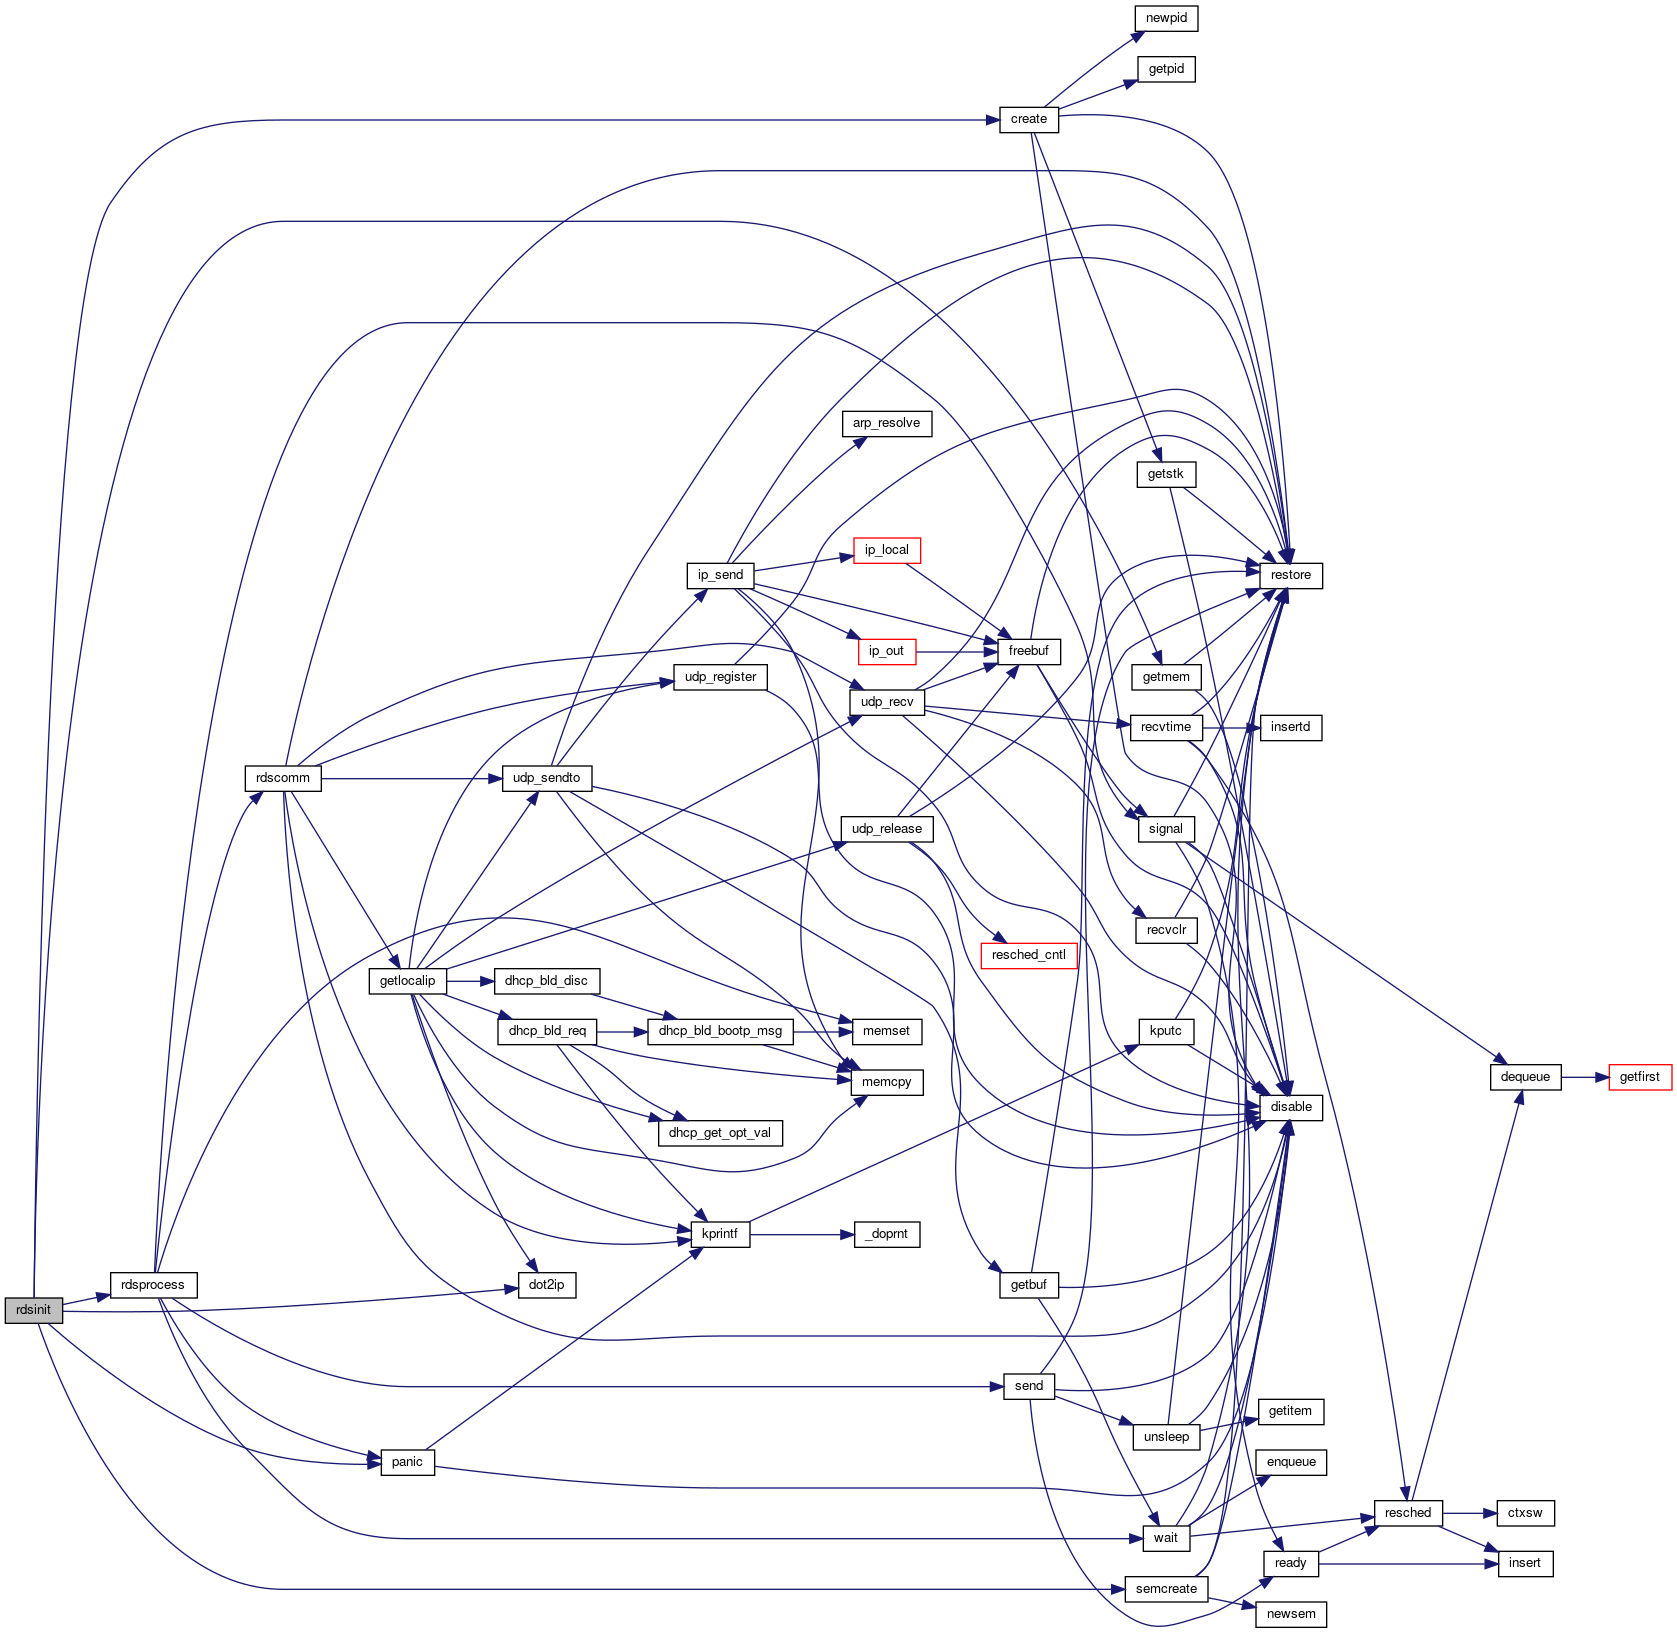 newpid
getpid
create
arp_resolve
getstk
ip_local
ip_send
restore
ip_out
freebuf
udp_register
getmem
udp_recv
recvtime
insertd
rdscomm
udp_sendto
udp_release
signal
recvclr
resched_cntl
getlocalip
dhcp_bld_disc
dhcp_bld_req
dhcp_bld_bootp_msg
memset
kputc
memcpy
dequeue
getfirst
disable
dhcp_get_opt_val
kprintf
_doprnt
rdsprocess
dot2ip
getbuf
rdsinit
send
getitem
unsleep
panic
enqueue
resched
ctxsw
wait
ready
insert
semcreate
newsem